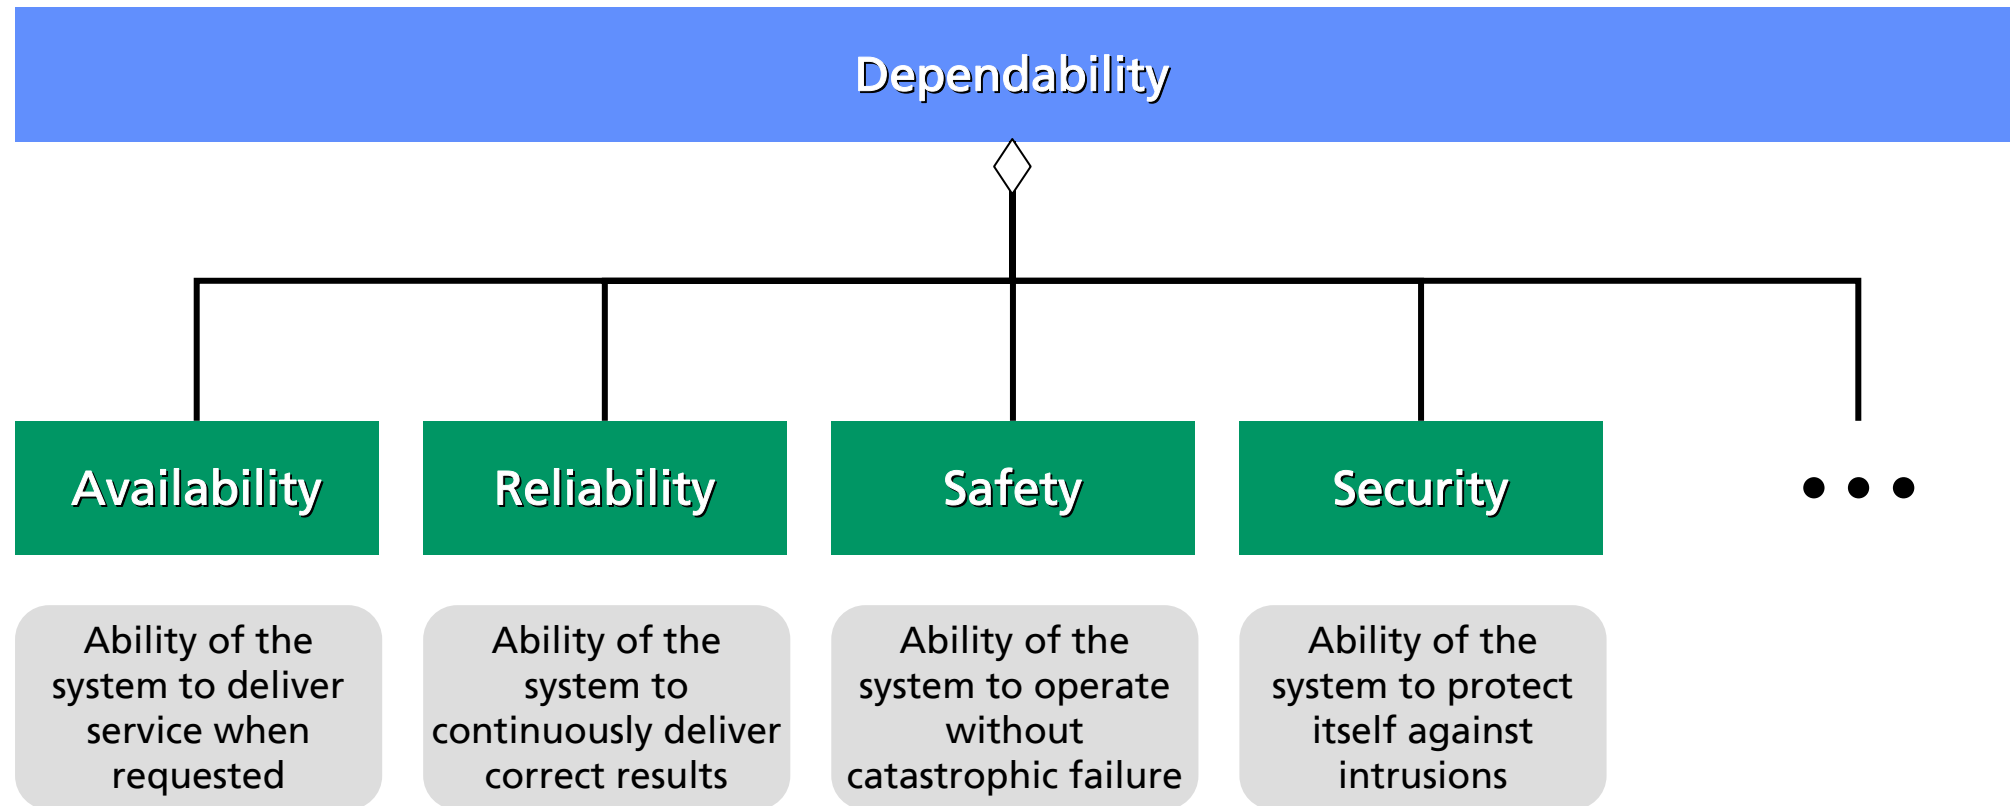 Dependability
Availability
Reliability
Safety
Security
•••
Ability of the
system to deliver
service when
requested
Ability of the
system to
continuously deliver
correct results
Ability of the
system to operate
without
catastrophic failure
Ability of the
system to protect
itself against
intrusions